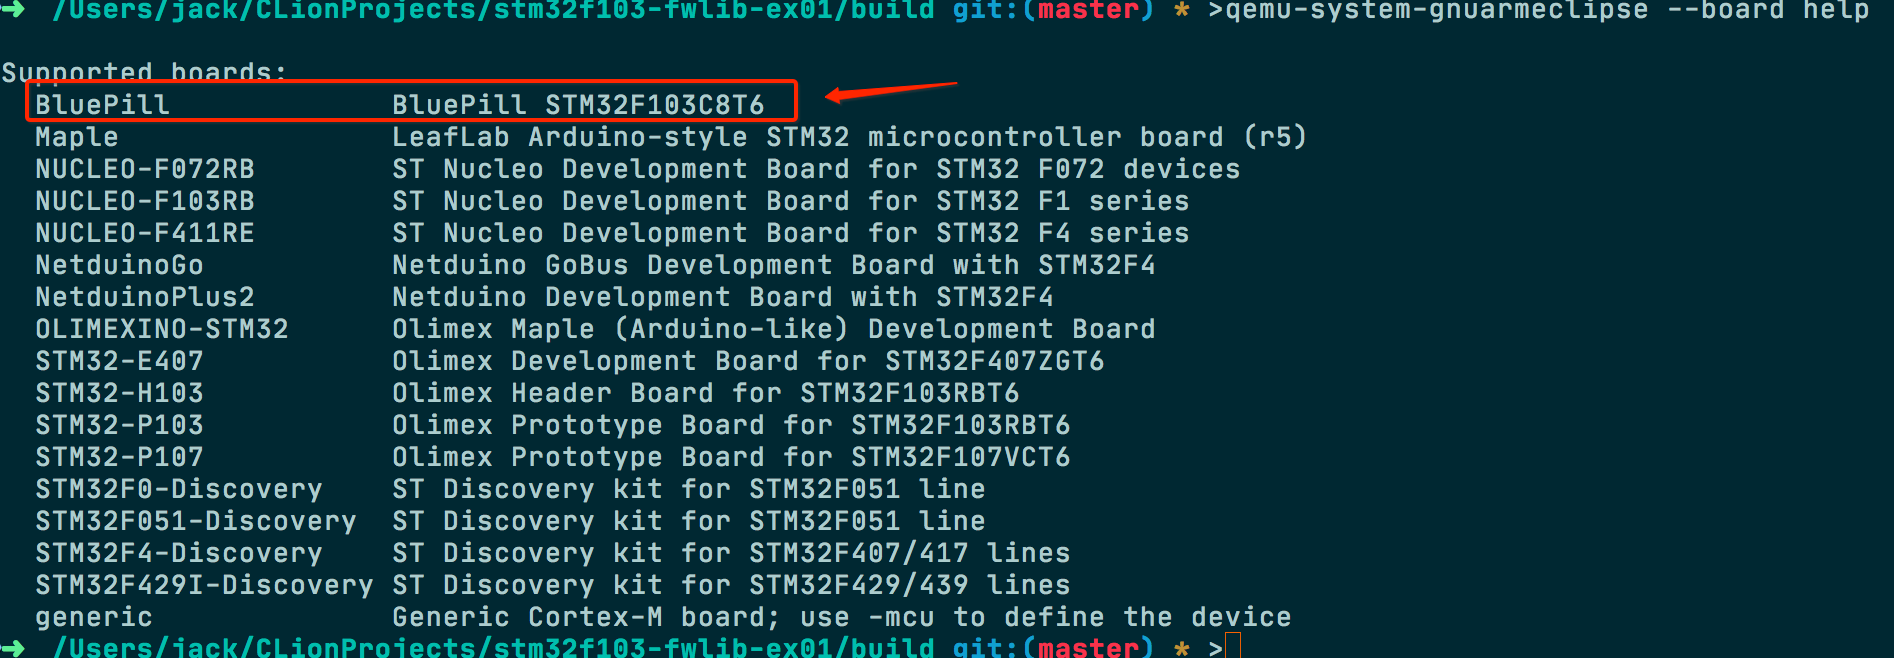 ➜ /Users/jack/CLionProjects/stm32f103-fwlib-ex01/build git:(master) * >qemu-system-gnuarmeclipse --board help
Supported boards:
BluePill BluePill STM32F103C8T6
Maple LeafLab Arduino-style STM32 microcontroller board (r5)
NUCLEO-F072RB ST Nucleo Development Board for STM32 F072 devices
NUCLEO-F103RB ST Nucleo Development Board for STM32 F1 series
NUCLEO-F411RE ST Nucleo Development Board for STM32 F4 series
NetduinoGo Netduino GoBus Development Board with STM32F4
NetduinoPlus2 Netduino Development Board with STM32F4
OLIMEXINO-STM32 Olimex Maple (Arduino-like) Development Board
STM32-E407 Olimex Development Board for STM32F407ZGT6
STM32-H103 Olimex Header Board for STM32F103RBT6
STM32-P103 Olimex Prototype Board for STM32F103RBT6
STM32-P107 Olimex Prototype Board for STM32F107VCT6
STM32F0-Discovery ST Discovery kit for STM32F051 line
STM32F051-Discovery ST Discovery kit for STM32F051 line
STM32F4-Discovery ST Discovery kit for STM32F407/417 lines
STM32F429I-Discovery ST Discovery kit for STM32F429/439 lines
generic Generic Cortex-M board; use -mcu to define the device
➜ /Users/jack/CLionProjects/stm32f103-fwlib-ex01/build git:(master) * >